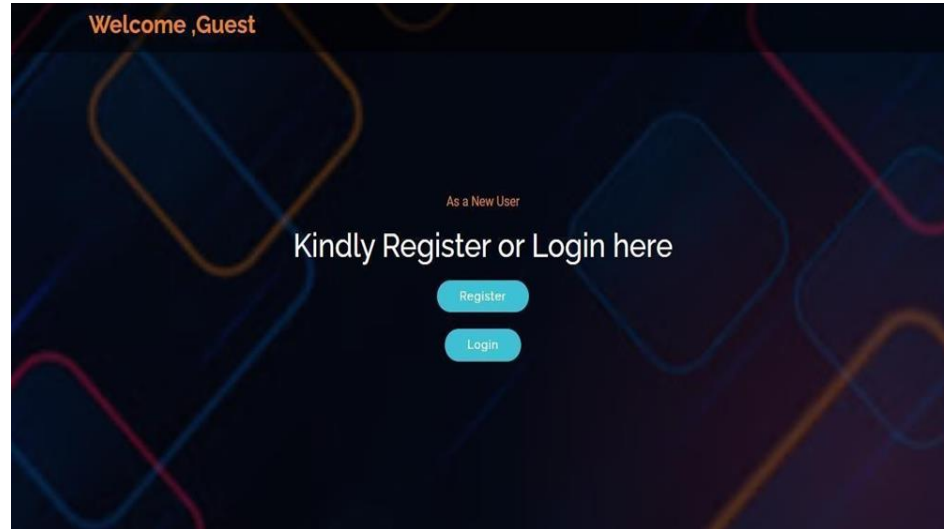 Welcome ,Guest
As a New User
Kindly Register or Login here
Register
Login